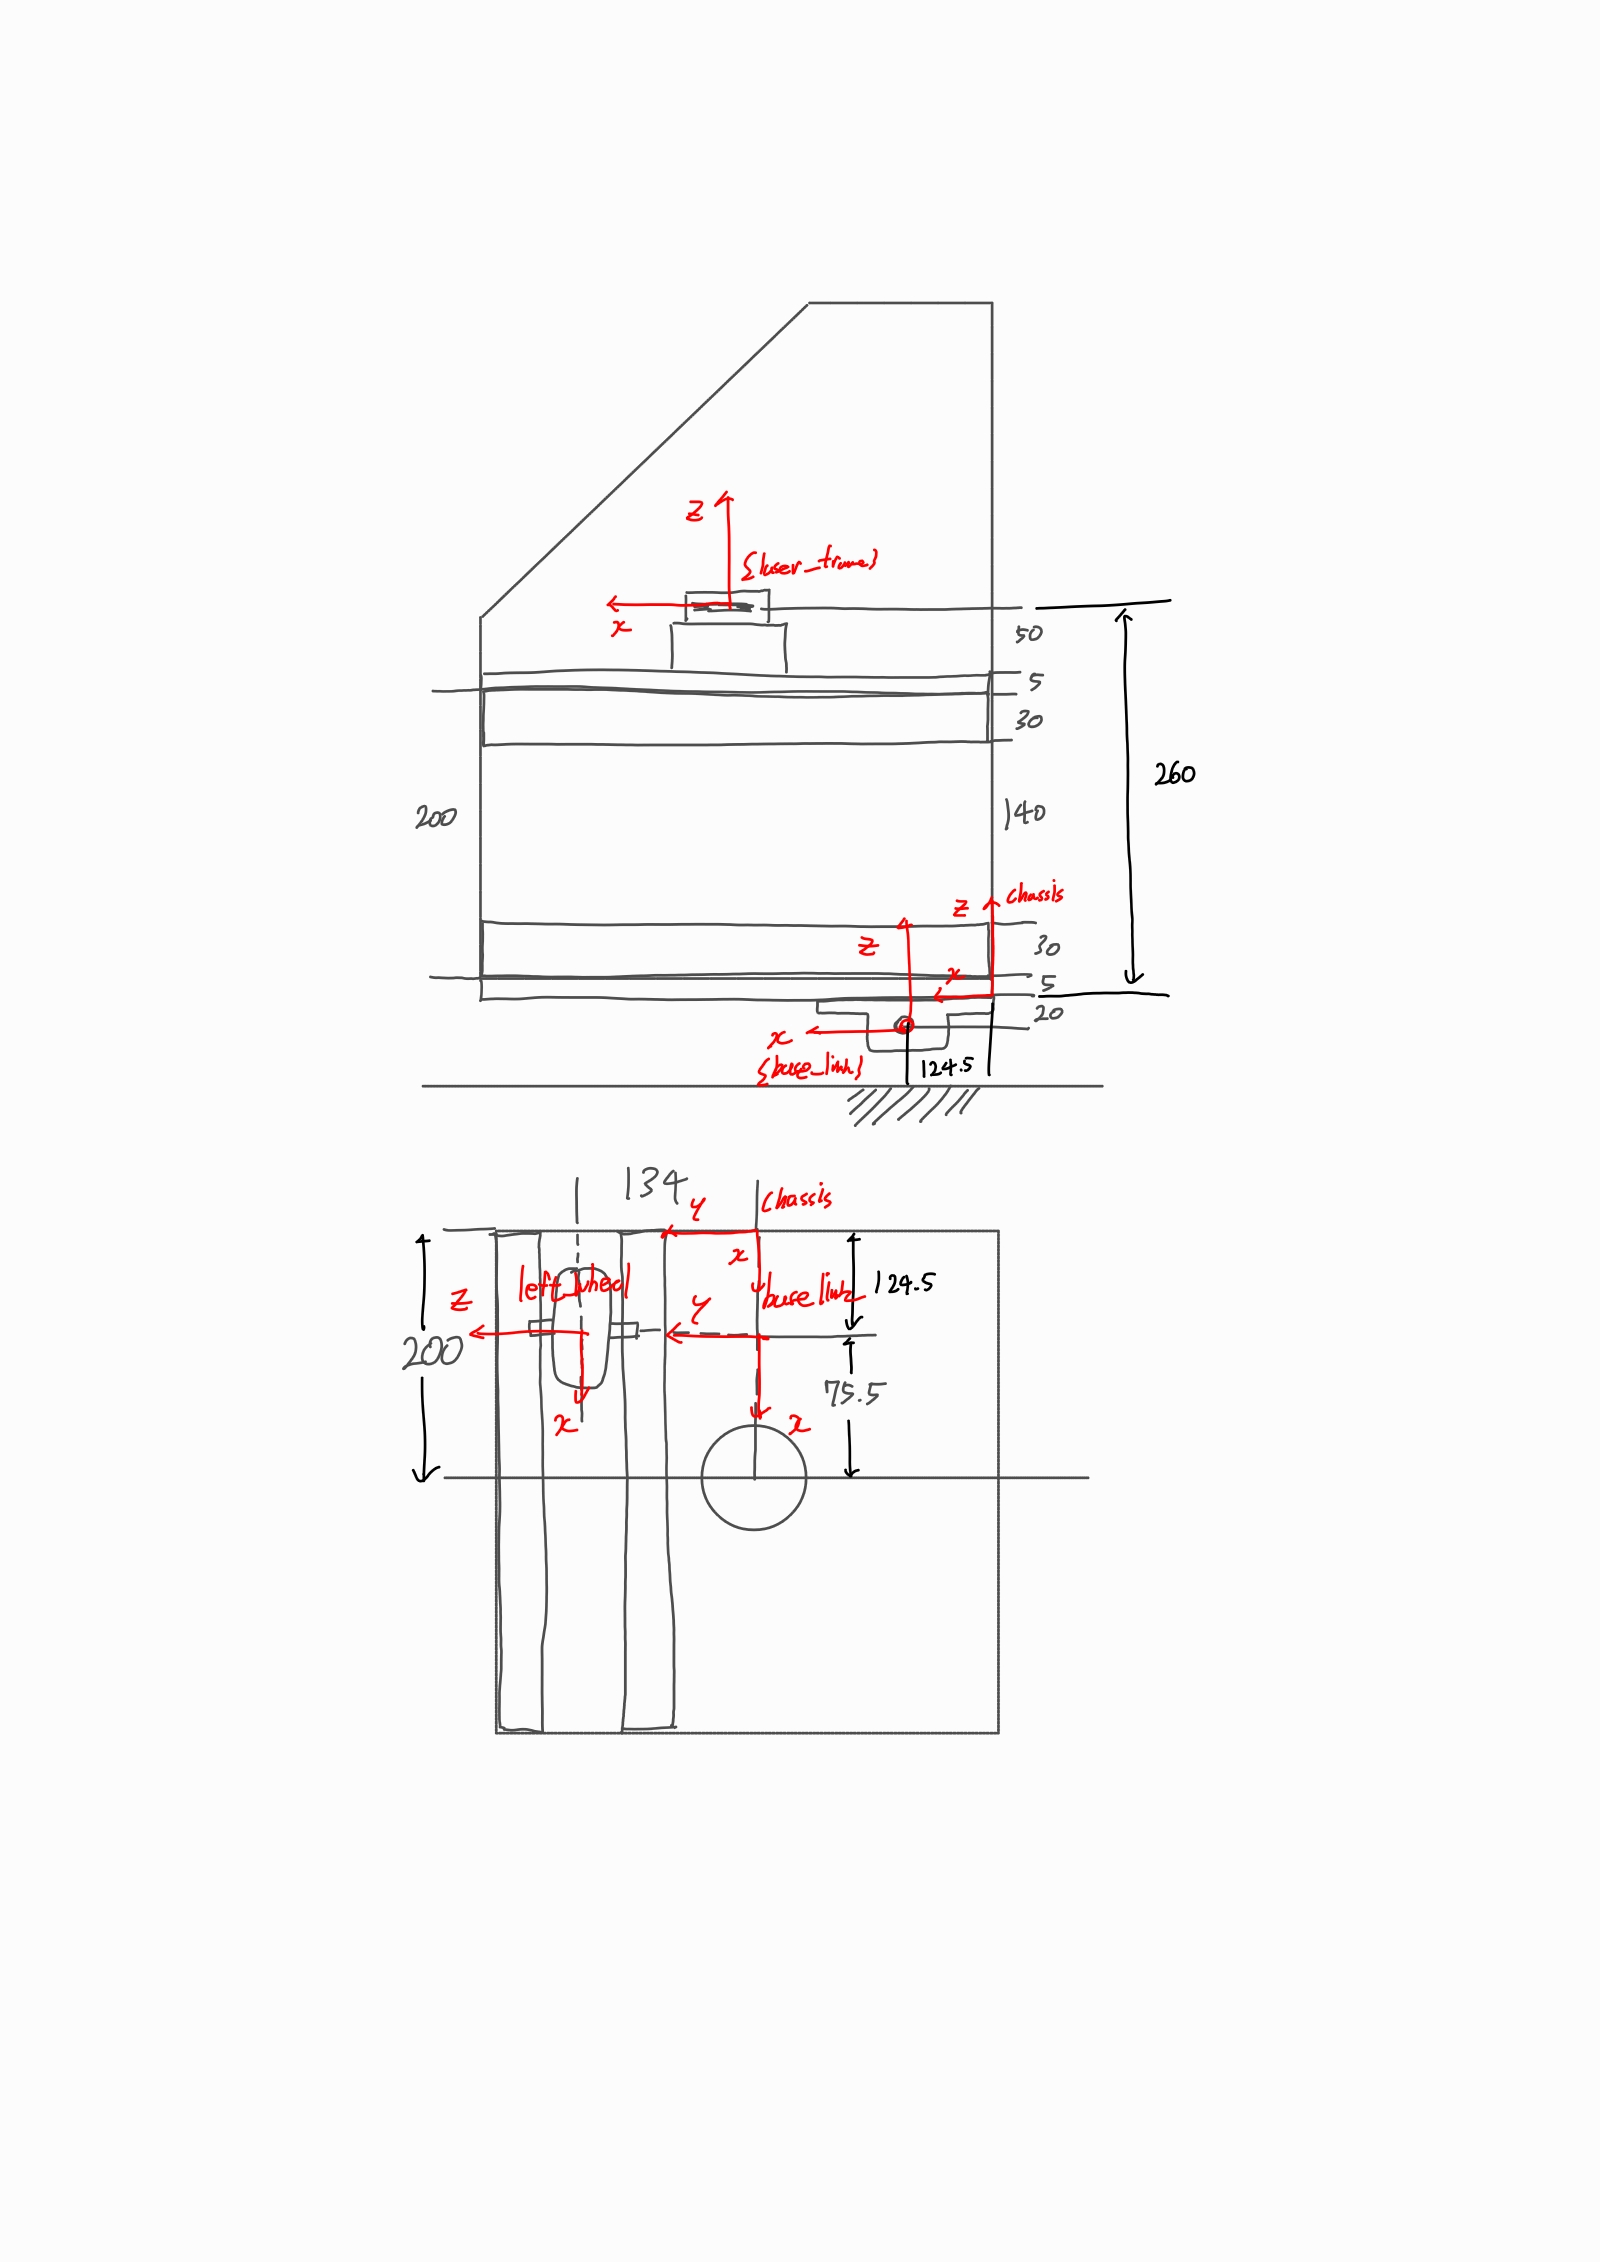 z
{laser_frame}
x
50
5
30
260
200
140
chassis
z
z
30
x
5
20
x
{base_link}
124.5
134
y
chassis
x
left_wheel
base link
124.5
z
y
200
75.5
x
x